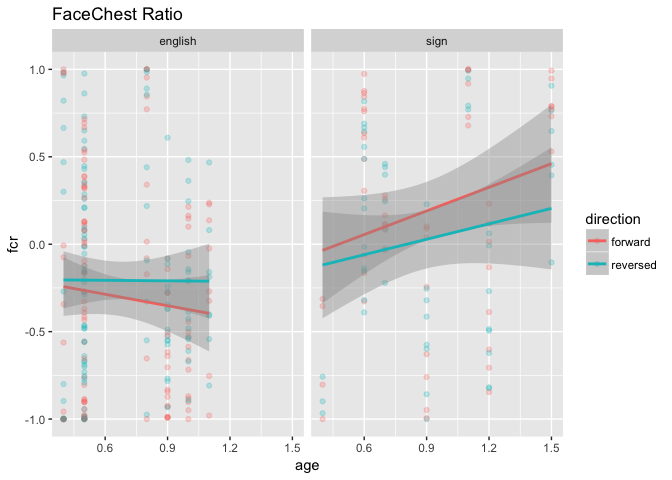 FaceChest Ratio
english sign
1.0
0.5
0.0
-0.5
-1.0
fcr
0.6 0.9 1.2 1.5 0.6 0.9 1.2 1.5
age
direction
forward
reversed